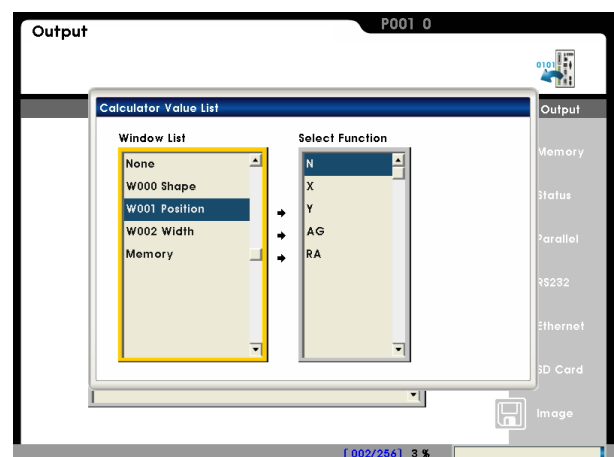 Output
P001 0
0101
Calculator Value List
Output
Window List
Select Function
None
N
Memory
W000 Shape
X
Status
W001 Position
Y
W002 Width
AG
Parallel
Memory
RA
RS232
Ethernet
SD Card
Image
[ 002/256] 3 %